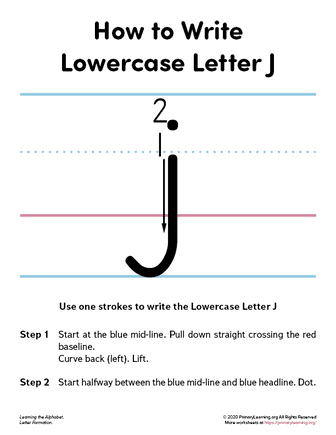 How to Write
Lowercase Letter J
2.
1
j
Use one strokes to write the Lowercase Letter J
Step 1 Start at the blue mid-line. Pull down straight crossing the red
baseline.
Curve back (left). Lift.
Step 2 Start halfway between the blue mid-line and blue headline. Dot.
Learning the Alphabet.
Letter Formation.
© 2020 PrimaryLearning.org All Rights Reserved
More worksheets at https://primarylearning.org/